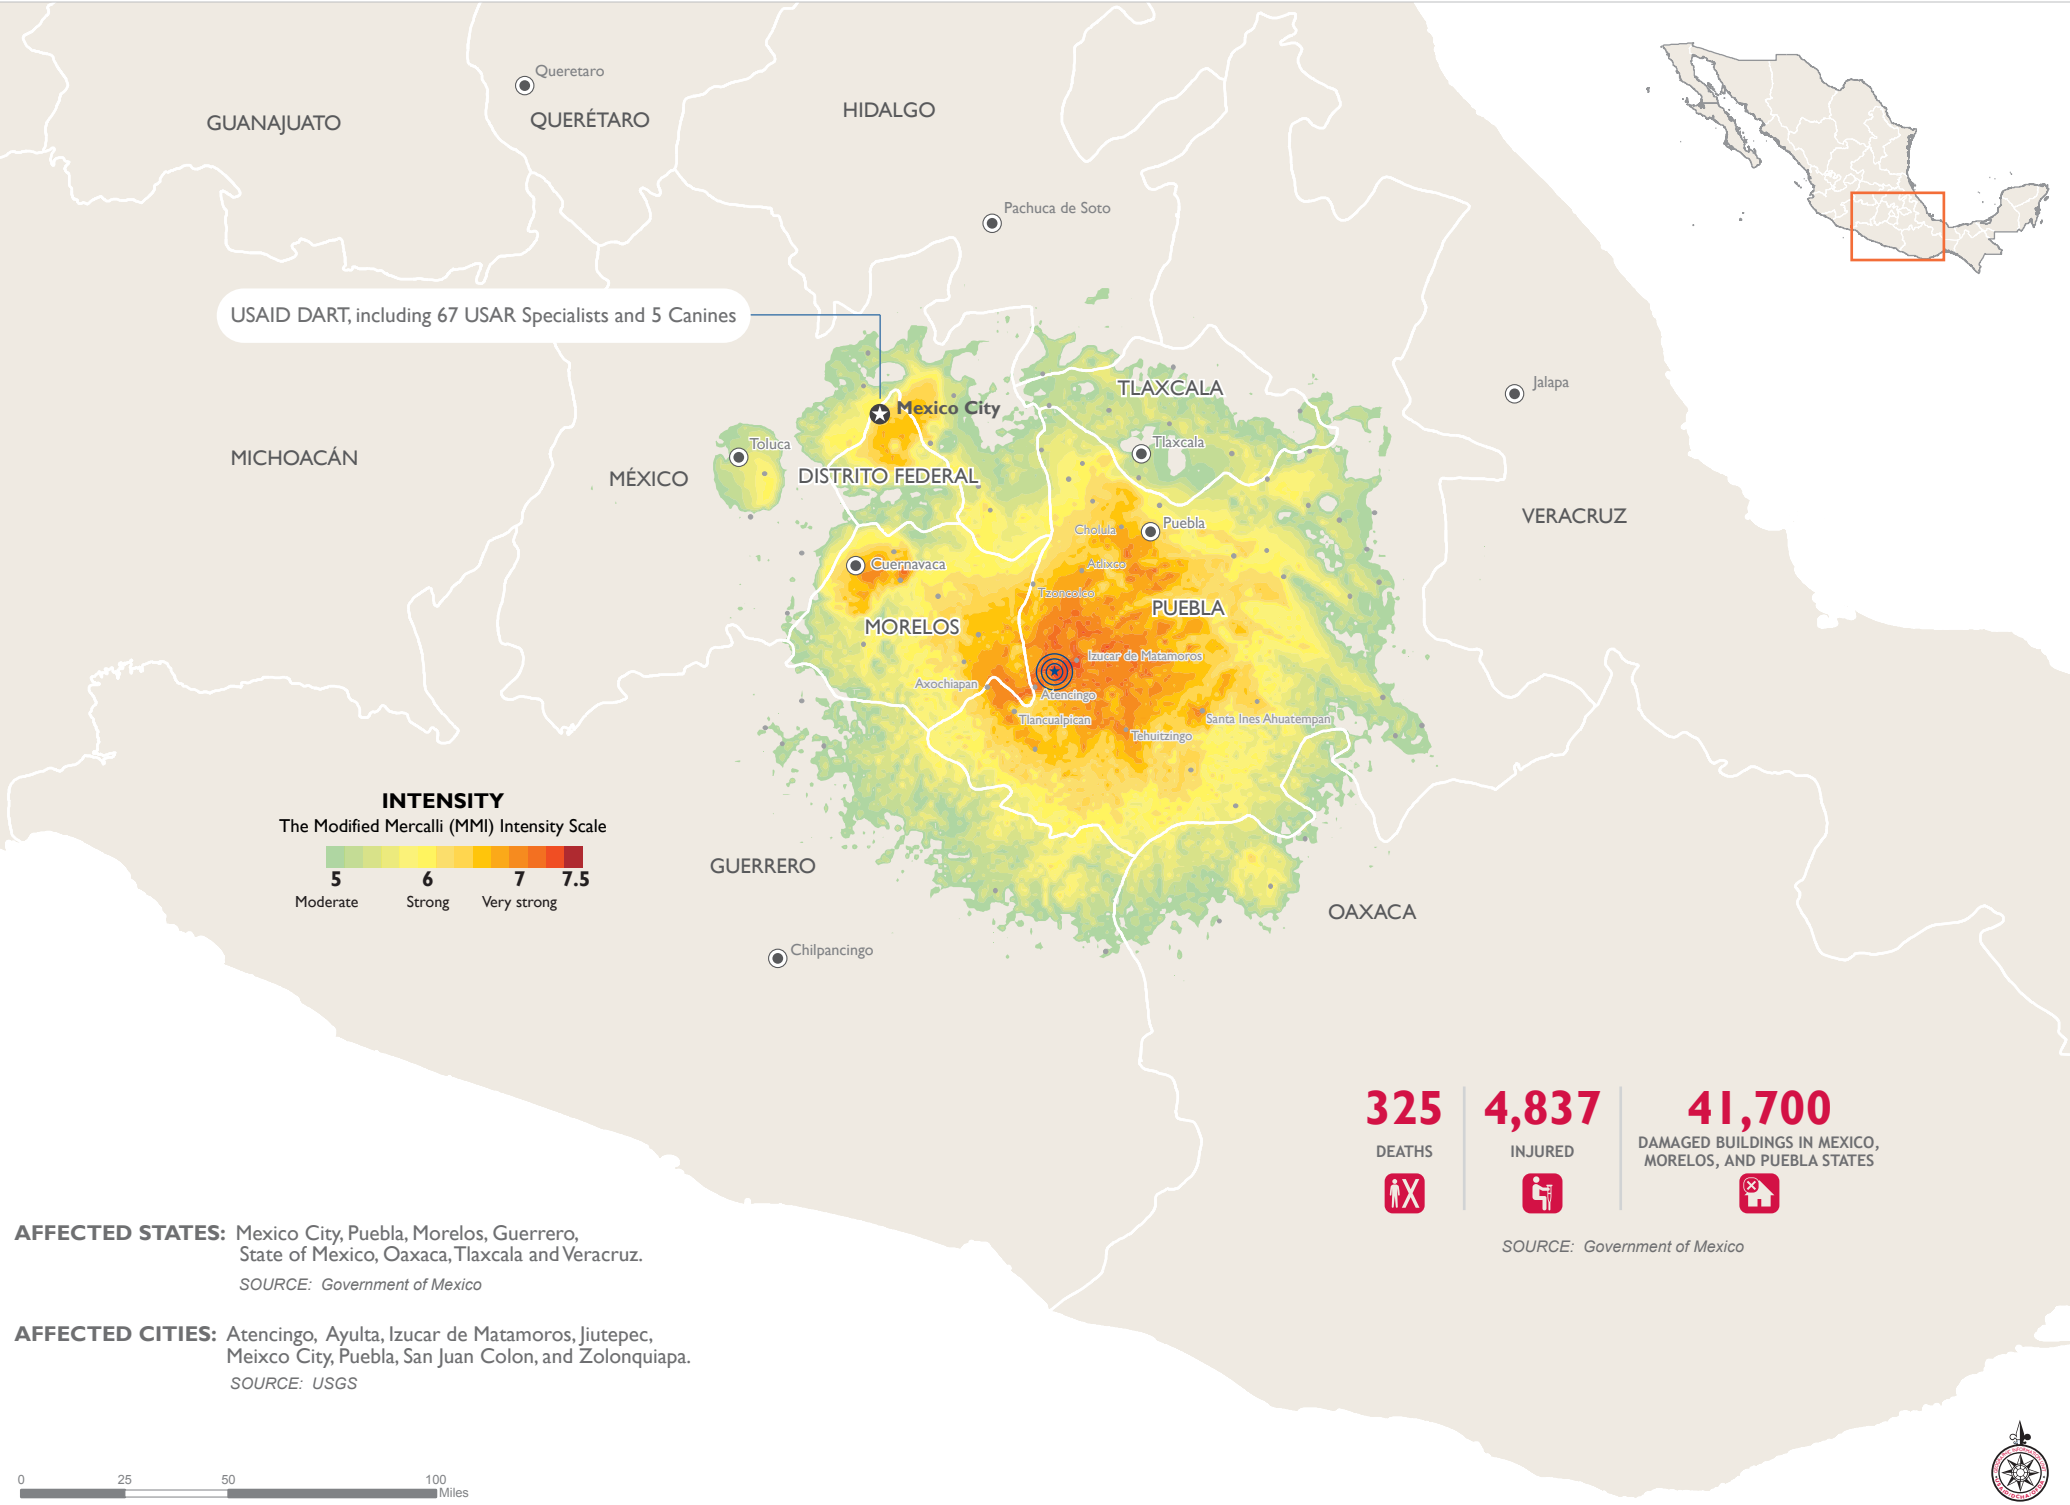 Queretaro
GUANAJUATO
QUERÉTARO
HIDALGO
Pachuca de Soto
USAID DART, including 67 USAR Specialists and 5 Canines
TLAXCALA
Mexico City
Jalapa
Toluca
Tlaxcala
MICHOACÁN
MÉXICO
DISTRITO FEDERAL
VERACRUZ
Cholula
Puebla
Cuernavaca
Atlixco
Tzoncolco
PUEBLA
MORELOS
Izucar de Matamoros
Axochiapan
Atencingo
Tlancualpican
Santa Ines Ahuatempan
Tehuitzingo
INTENSITY
The Modified Mercalli (MMI) Intensity Scale
5 6 7 7.5
Moderate Strong Very strong
GUERRERO
OAXACA
Chilpancingo
325
DEATHS
4,837
INJURED
41,700
DAMAGED BUILDINGS IN MEXICO,
MORELOS, AND PUEBLA STATES
SOURCE: Government of Mexico
AFFECTED STATES: Mexico City, Puebla, Morelos, Guerrero,
State of Mexico, Oaxaca, Tlaxcala and Veracruz.
SOURCE: Government of Mexico
AFFECTED CITIES: Atencingo, Ayulta, Izucar de Matamoros, Jiutepec,
Meixco City, Puebla, San Juan Colon, and Zolonquiapa.
SOURCE: USGS
0 25 50 100
Miles